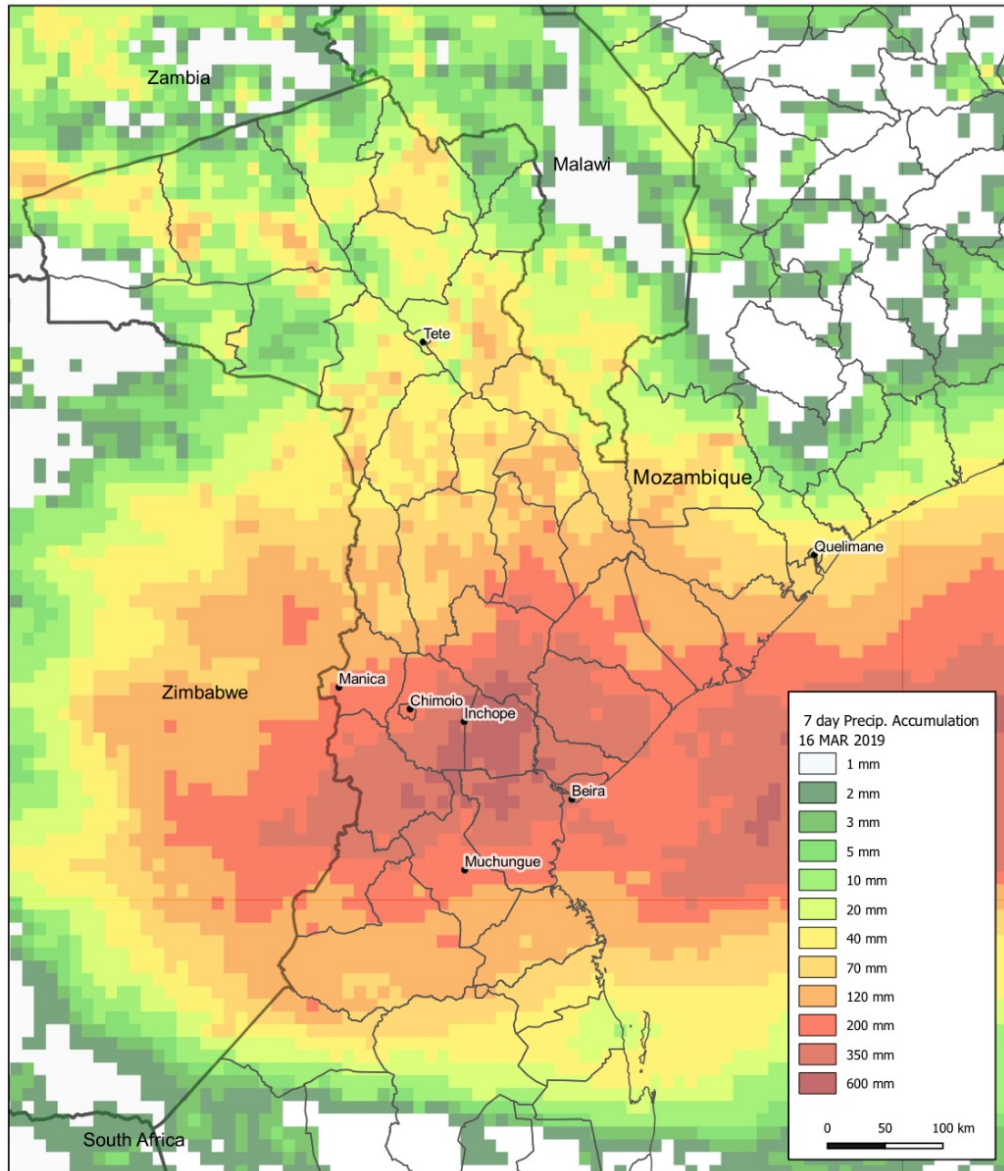 Zambia
Malawi
Tete
Mozambique
Quelimane
Manica
Zimbabwe
Chimoio
Inchope
Beira
Muchungue
South Africa
7 day Precip. Accumulation
16 MAR 2019
1 mm
2 mm
3 mm
5 mm
10 mm
20 mm
40 mm
70 mm
120 mm
200 mm
350 mm
600 mm
0 50 100 km